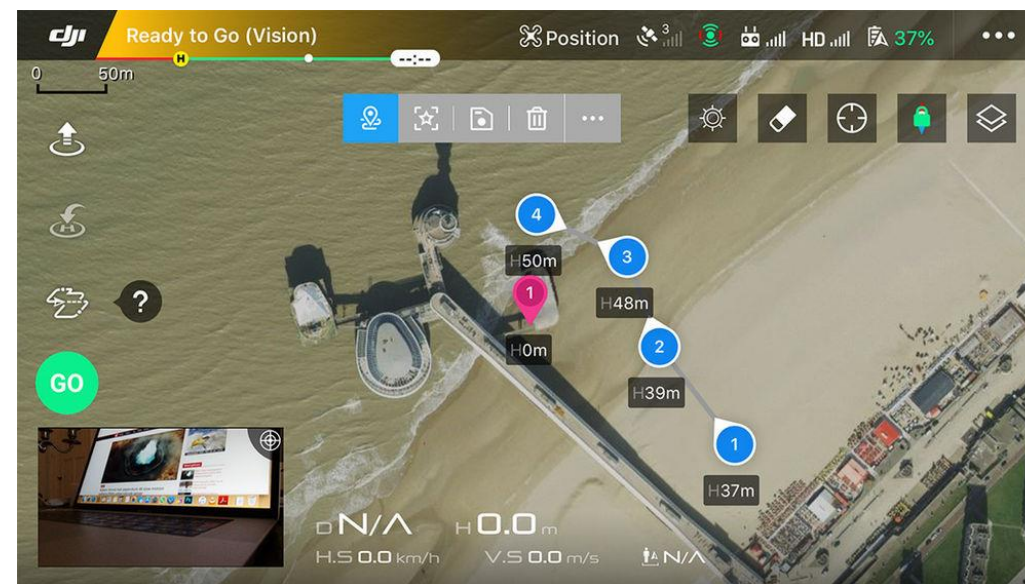 dji Ready to Go (Vision) Position 3 HD 37%
H --:--
0 50m
4
H50m
3
1
H48m
?
H0m
2
GO
H39m
1
H37m
D N/A H 0.0 m
H.S 0.0 km/h V.S 0.0 m/s N/A